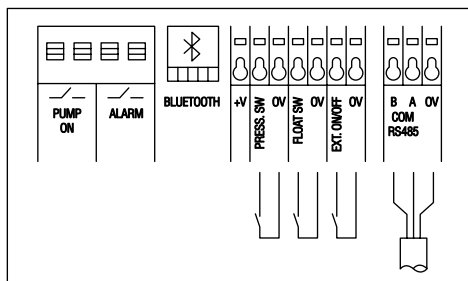 PUMP
ON
ALARM
BLUETOOTH
+V
PRESS. SW
0V
FLOAT SW
0V
EXT. ON/OFF
0V
B A 0V
COM
RS485